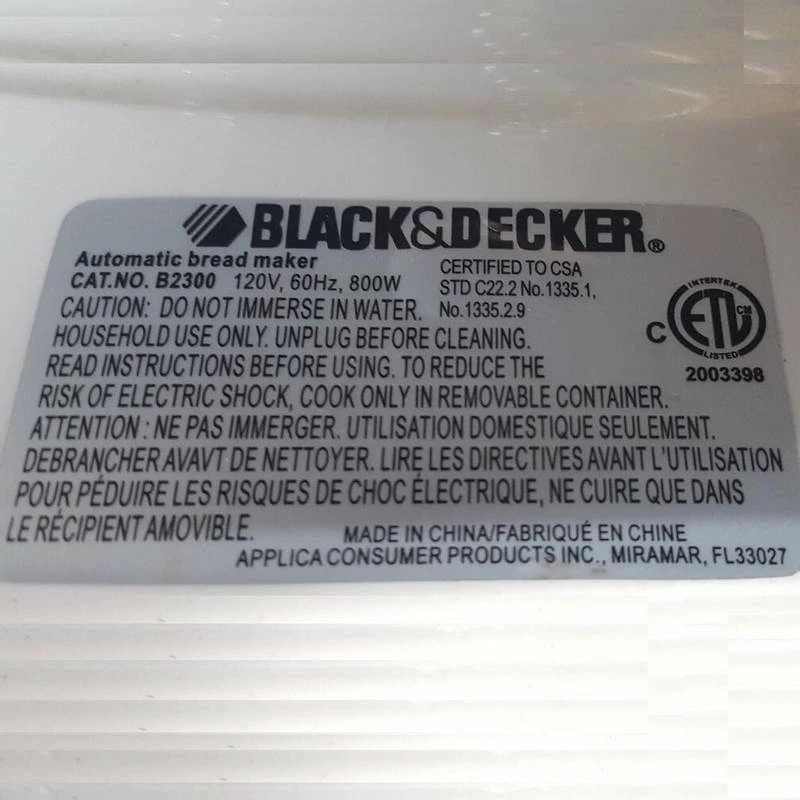 BLACK&DECKER®
Automatic bread maker
CAT.NO. B2300 120V, 60Hz, 800W
CERTIFIED TO CSA
STD C22.2 No.1335.1,
No.1335.2.9
CAUTION: DO NOT IMMERSE IN WATER.
HOUSEHOLD USE ONLY. UNPLUG BEFORE CLEANING.
READ INSTRUCTIONS BEFORE USING. TO REDUCE THE
RISK OF ELECTRIC SHOCK, COOK ONLY IN REMOVABLE CONTAINER.
ATTENTION : NE PAS IMMERGER. UTILISATION DOMESTIQUE SEULEMENT.
DEBRANCHER AVAVT DE NETTOYER. LIRE LES DIRECTIVES AVANT L'UTILISATION
POUR PÉDUIRE LES RISQUES DE CHOC ÉLECTRIQUE, NE CUIRE QUE DANS
LE RÉCIPIENT AMOVIBLE.
C INTERTEK
ETL CM
LISTED
2003398
MADE IN CHINA/FABRIQUÉ EN CHINE
APPLICA CONSUMER PRODUCTS INC., MIRAMAR, FL33027